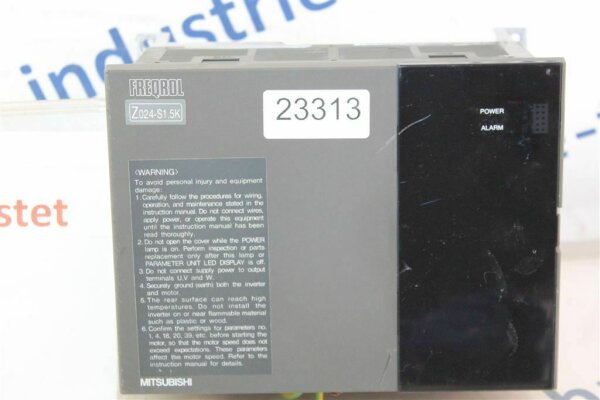 industrie
FREQROL
Z024-S1.5K
23313
POWER
ALARM
<WARNING>
To avoid personal injury and equipment
damage:
1. Carefully follow the procedures for wiring,
operation, and maintenance stated in the
instruction manual. Do not connect wires,
apply power, or operate this equipment
until the instruction manual has been
read thoroughly.
2. Do not open the cover while the POWER
lamp is on. Perform inspection or parts
replacement only after this lamp or
PARAMETER UNIT LED DISPLAY is off.
3. Do not connect supply power to output
terminals U,V and W.
4. Securely ground (earth) both the inverter
and motor.
5. The rear surface can reach high
temperatures. Do not install the
inverter on or near flammable material
such as plastic or wood.
6. Confirm the settings for parameters no.
1, 4, 18, 20, 39, etc. before starting the
motor, so that the motor speed does not
exceed expectations. These parameters
affect the motor speed. Refer to the
instruction manual for details.
MITSUBISHI